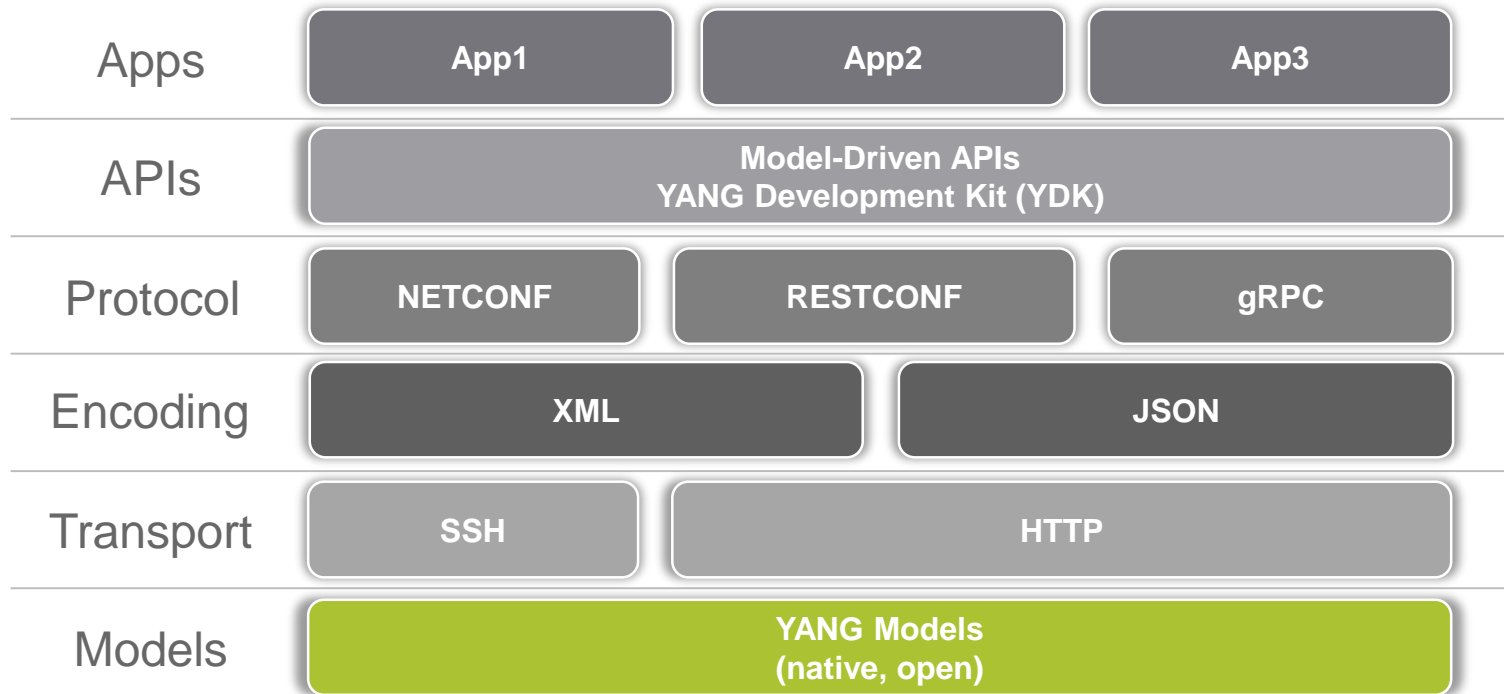 Apps
App1
App2
App3
APIs
Model-Driven APIs
YANG Development Kit (YDK)
Protocol
NETCONF
RESTCONF
gRPC
Encoding
XML
JSON
Transport
SSH
HTTP
Models
YANG Models
(native, open)